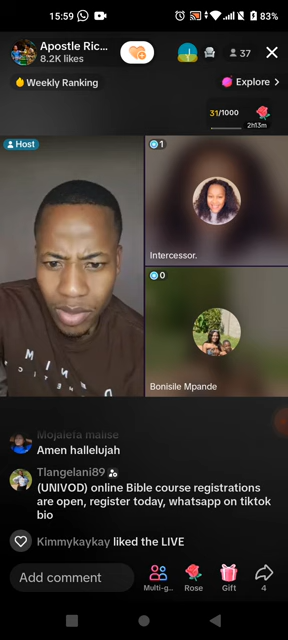 15:59
83%
Apostle Ric...
8.2K likes
37
Weekly Ranking
Explore >
31/1000
2h13m
Host
1
Intercessor.
0
Bonisile Mpande
Amen hallelujah
Tlangelani89
(UNIVOD) online Bible course registrations
are open, register today, whatsapp on tiktok
bio
Kimmykaykay liked the LIVE
Add comment
Multi-g...
Rose
Gift
4